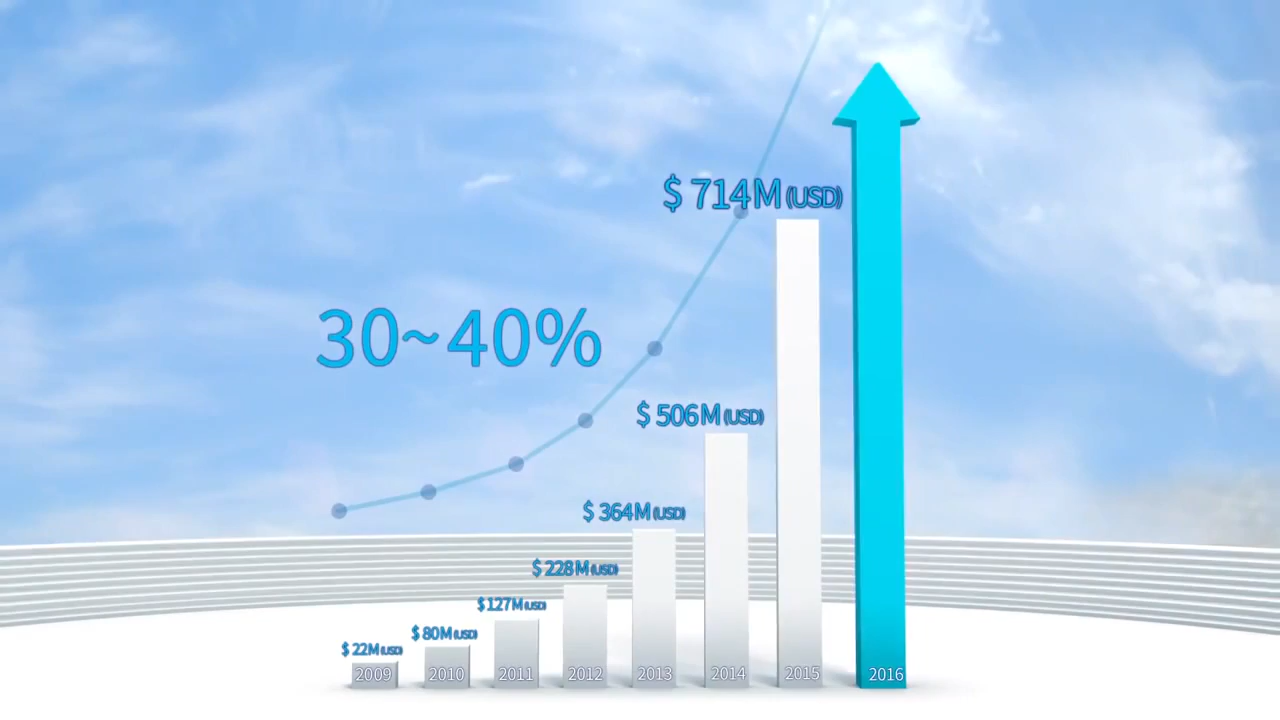 $ 714M (USD)
30~40%
$ 506M (USD)
$ 364M (USD)
$ 228M (USD)
$ 127M (USD)
$ 80M (USD)
$ 22M (USD)
2009 2010 2011 2012 2013 2014 2015 2016